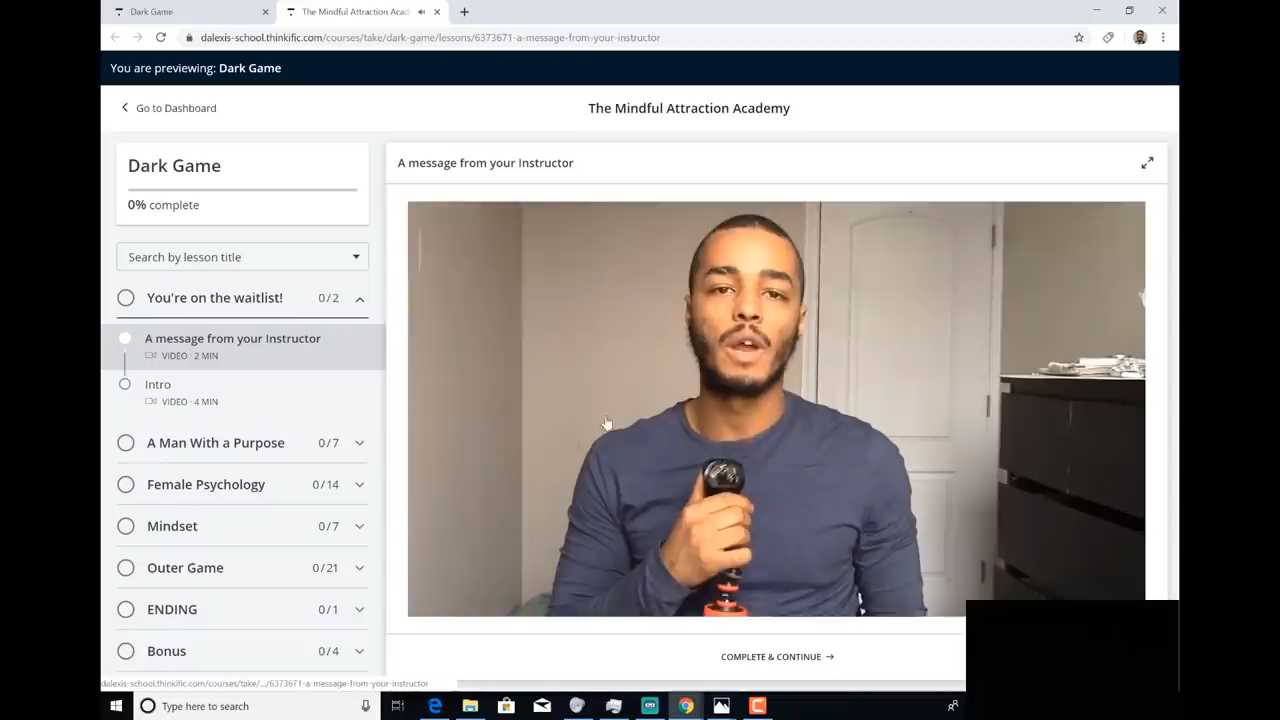 Dark Game
The Mindful Attraction Acad
dalexis-school.thinkific.com/courses/take/dark-game/lessons/6373671-a-message-from-your-instructor
You are previewing: Dark Game
Go to Dashboard
The Mindful Attraction Academy
Dark Game
0% complete
Search by lesson title
You're on the waitlist! 0/2
A message from your Instructor
VIDEO · 2 MIN
Intro
VIDEO · 4 MIN
A Man With a Purpose 0/7
Female Psychology 0/14
Mindset 0/7
Outer Game 0/21
ENDING 0/1
Bonus 0/4
A message from your Instructor
COMPLETE & CONTINUE →
dalexis-school.thinkific.com/courses/take/.../6373671-a-message-from-your-instructor
Type here to search